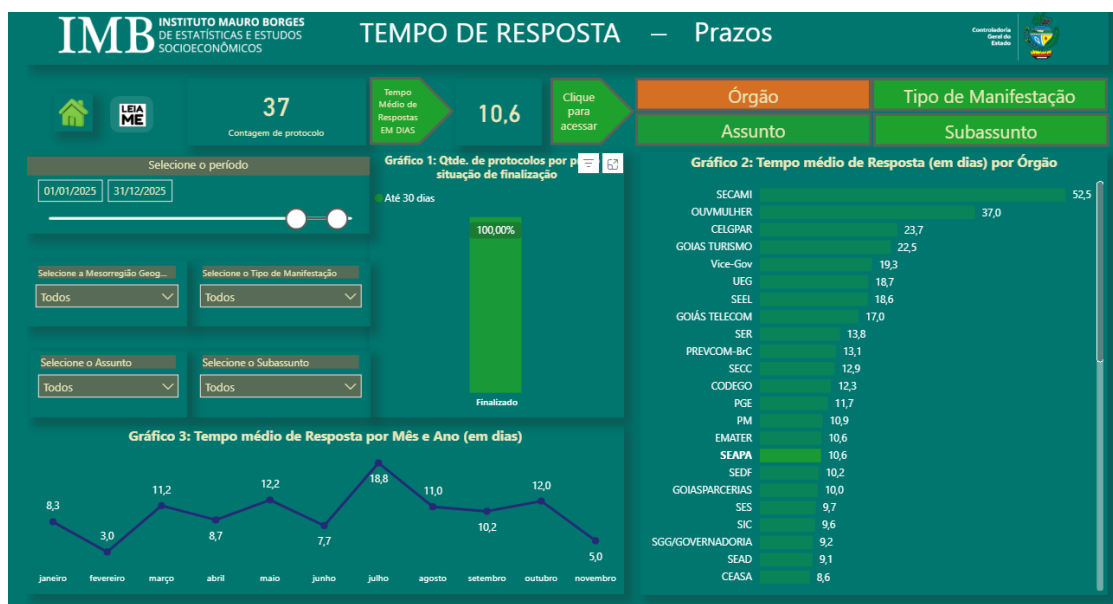 IMB INSTITUTO MAURO BORGES
DE ESTATÍSTICAS E ESTUDOS
SOCIOECONÔMICOS
TEMPO DE RESPOSTA – Prazos
Controladoria
Geral do
Estado
LEIA
ME
37
Contagem de protocolo
Tempo
Médio de
Respostas
EM DIAS
10,6
Clique
para
acessar
Órgão
Tipo de Manifestação
Assunto
Subassunto
Selecione o período
01/01/2025 31/12/2025
Selecione a Mesorregião Geog...
Todos
Selecione o Tipo de Manifestação
Todos
Selecione o Assunto
Todos
Selecione o Subassunto
Todos
Gráfico 1: Qtde. de protocolos por p
situação de finalização
Até 30 dias
100,00%
Finalizado
Gráfico 2: Tempo médio de Resposta (em dias) por Órgão
SECAMI 52,5
OUVMULHER 37,0
CELGPAR 23,7
GOIAS TURISMO 22,5
Vice-Gov 19,3
UEG 18,7
SEEL 18,6
GOIÁS TELECOM 17,0
SER 13,8
PREVCOM-BrC 13,1
SECC 12,9
CODEGO 12,3
PGE 11,7
PM 10,9
EMATER 10,6
SEAPA 10,6
SEDF 10,2
GOIASPARCERIAS 10,0
SES 9,7
SIC 9,6
SGG/GOVERNADORIA 9,2
SEAD 9,1
CEASA 8,6
Gráfico 3: Tempo médio de Resposta por Mês e Ano (em dias)
8,3 3,0 11,2 8,7 12,2 7,7 18,8 11,0 10,2 12,0 5,0
janeiro fevereiro março abril maio junho julho agosto setembro outubro novembro